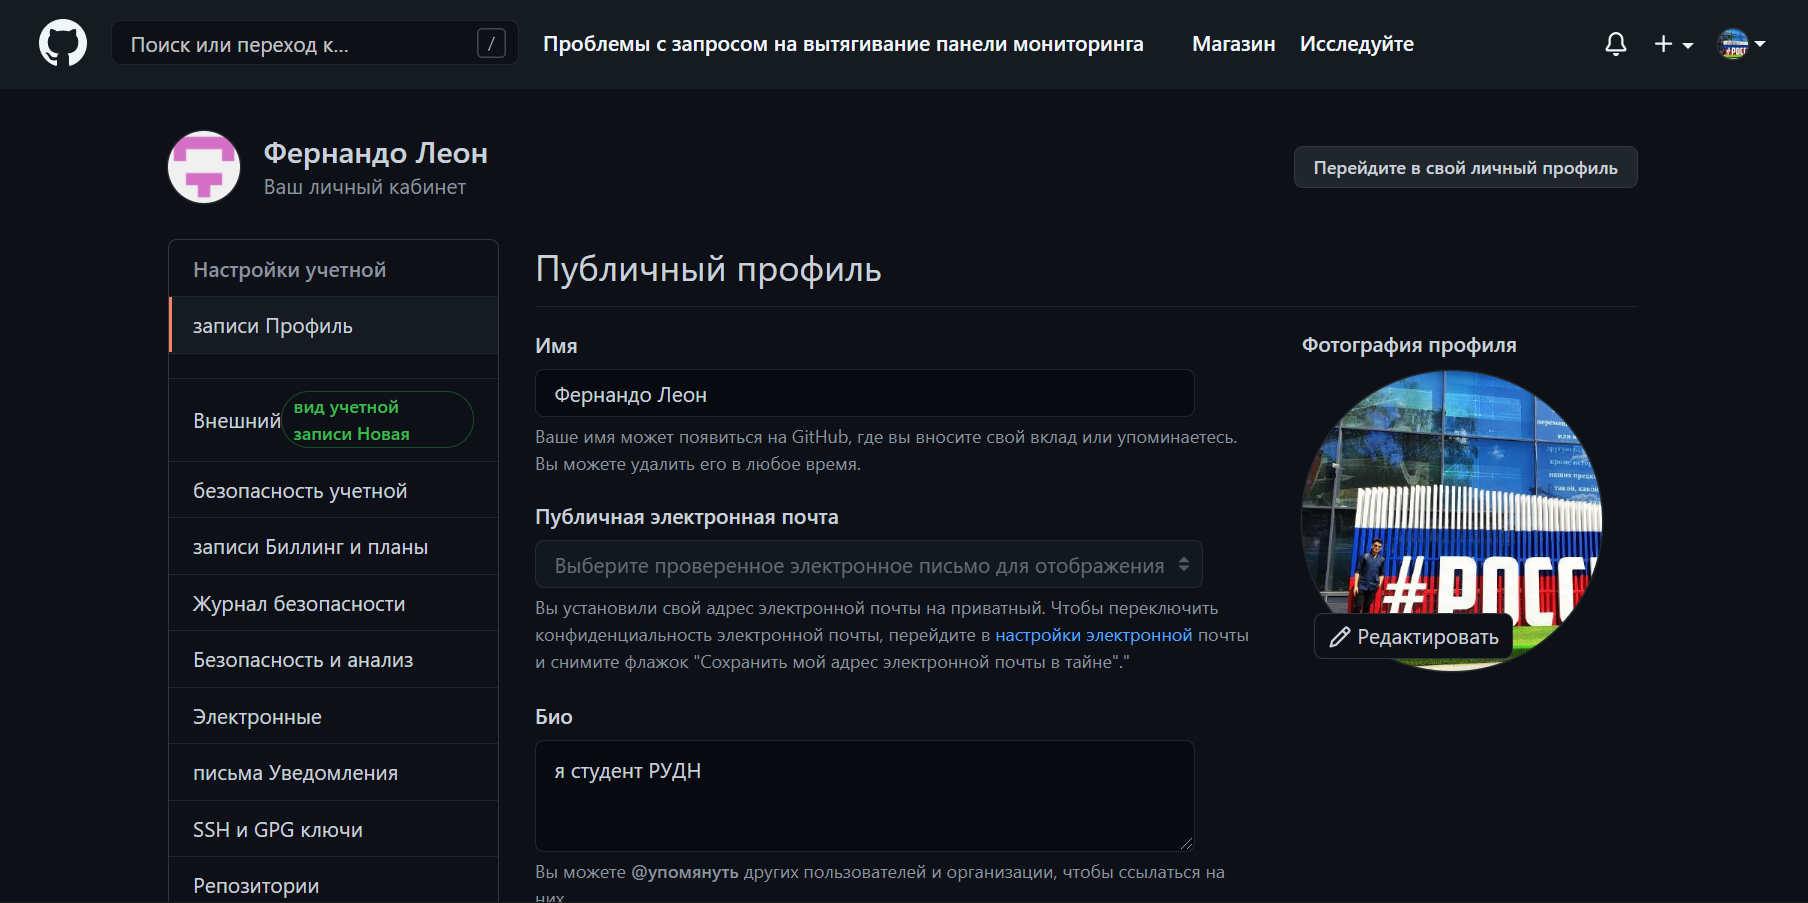 Поиск или переход к...
/
Проблемы с запросом на вытягивание панели мониторинга
Магазин
Исследуйте
#РОСС
Фернандо Леон
Ваш личный кабинет
Перейдите в свой личный профиль
Настройки учетной
записи Профиль
Внешний
вид учетной
записи Новая
безопасность учетной
записи Биллинг и планы
Журнал безопасности
Безопасность и анализ
Электронные
письма Уведомления
SSH и GPG ключи
Репозитории
Публичный профиль
Имя
Фернандо Леон
Ваше имя может появиться на GitHub, где вы вносите свой вклад или упоминаетесь.
Вы можете удалить его в любое время.
Публичная электронная почта
Выберите проверенное электронное письмо для отображения
Вы установили свой адрес электронной почты на приватный. Чтобы переключить
конфиденциальность электронной почты, перейдите в настройки электронной почты
и снимите флажок "Сохранить мой адрес электронной почты в тайне"."
Био
я студент РУДН
Вы можете @упомянуть других пользователей и организации, чтобы ссылаться на
них.
Фотография профиля
другую
кроме
такой,
#РОСС
Редактировать